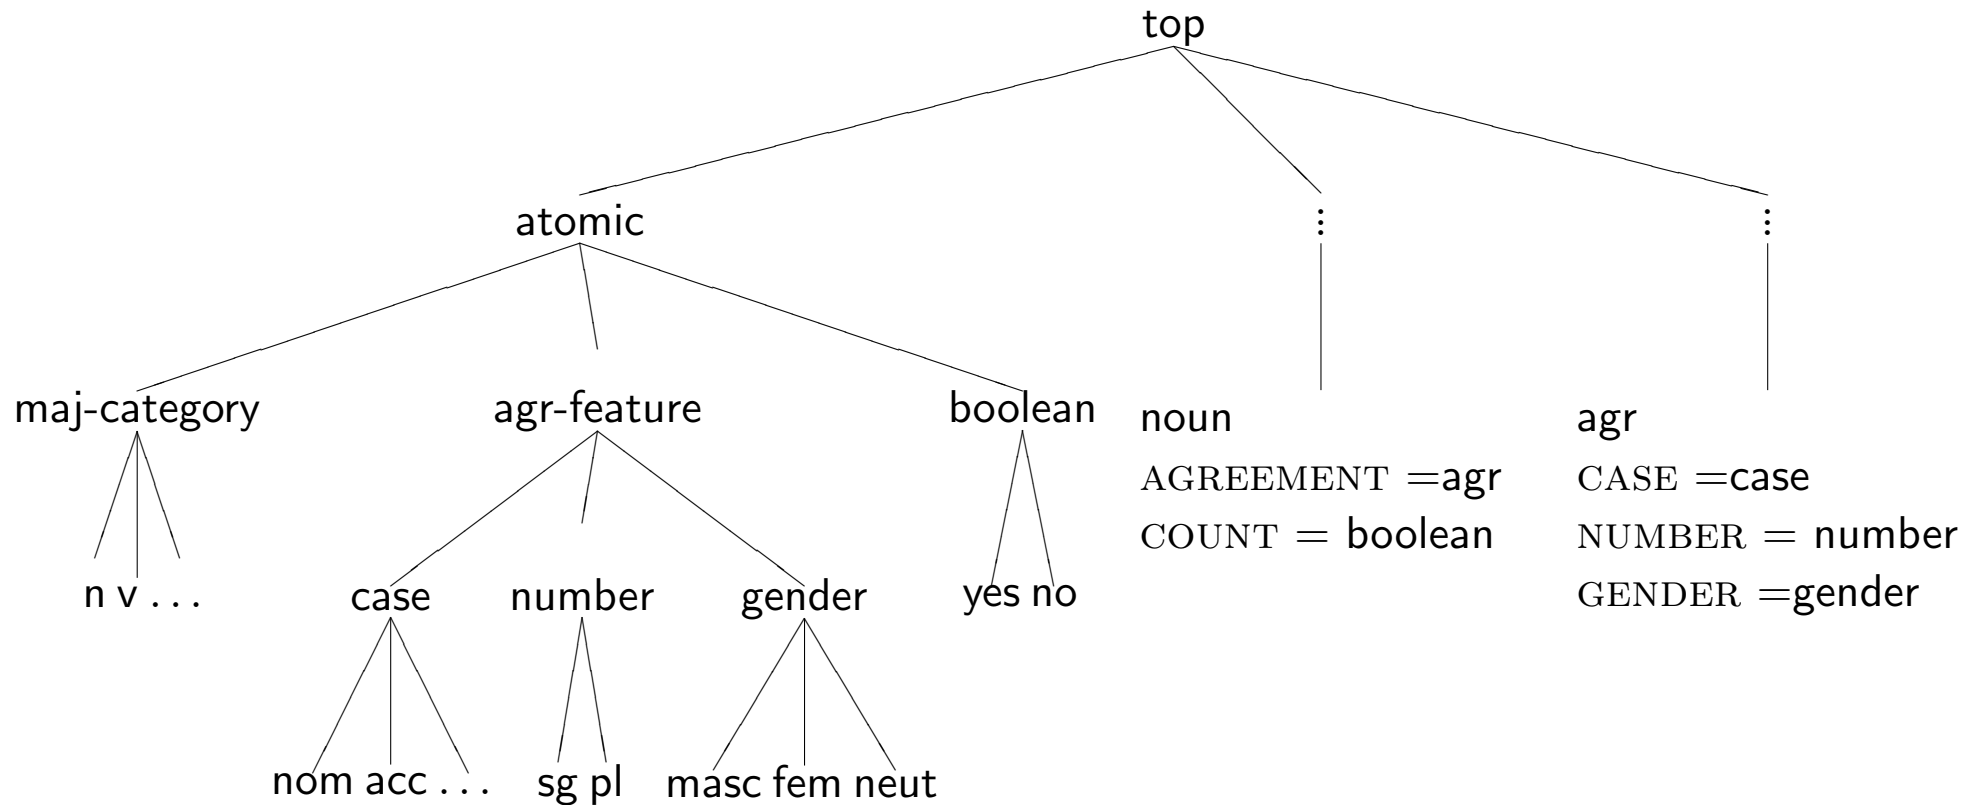 top
atomic ⋮ ⋮
maj-category agr-feature boolean noun agr
AGREEMENT =agr CASE =case
COUNT = boolean NUMBER = number
n v . . . case number gender yes no GENDER =gender
nom acc . . . sg pl masc fem neut